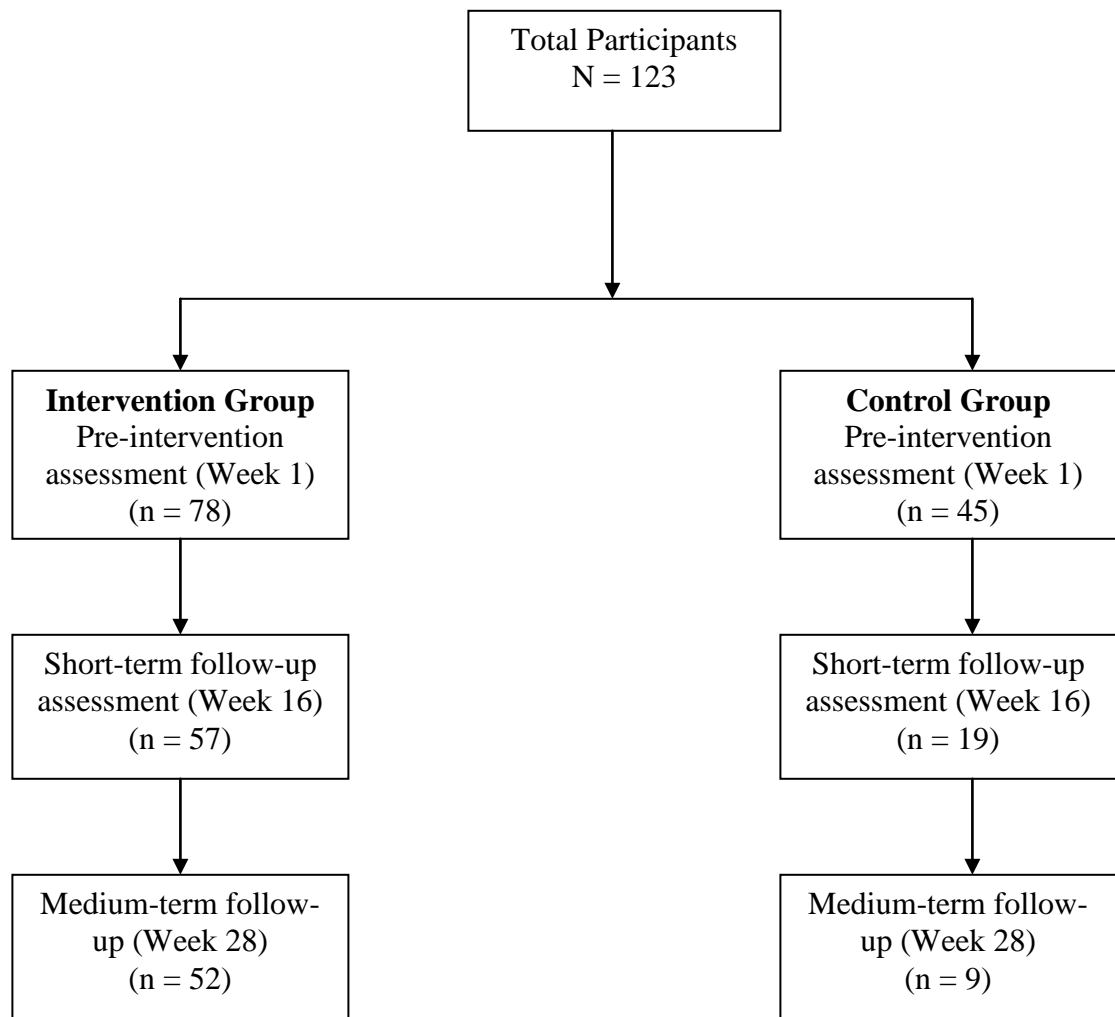 Total Participants
N = 123
Intervention Group
Pre-intervention
assessment (Week 1)
(n = 78)
Control Group
Pre-intervention
assessment (Week 1)
(n = 45)
Short-term follow-up
assessment (Week 16)
(n = 57)
Short-term follow-up
assessment (Week 16)
(n = 19)
Medium-term follow-
up (Week 28)
(n = 52)
Medium-term follow-
up (Week 28)
(n = 9)